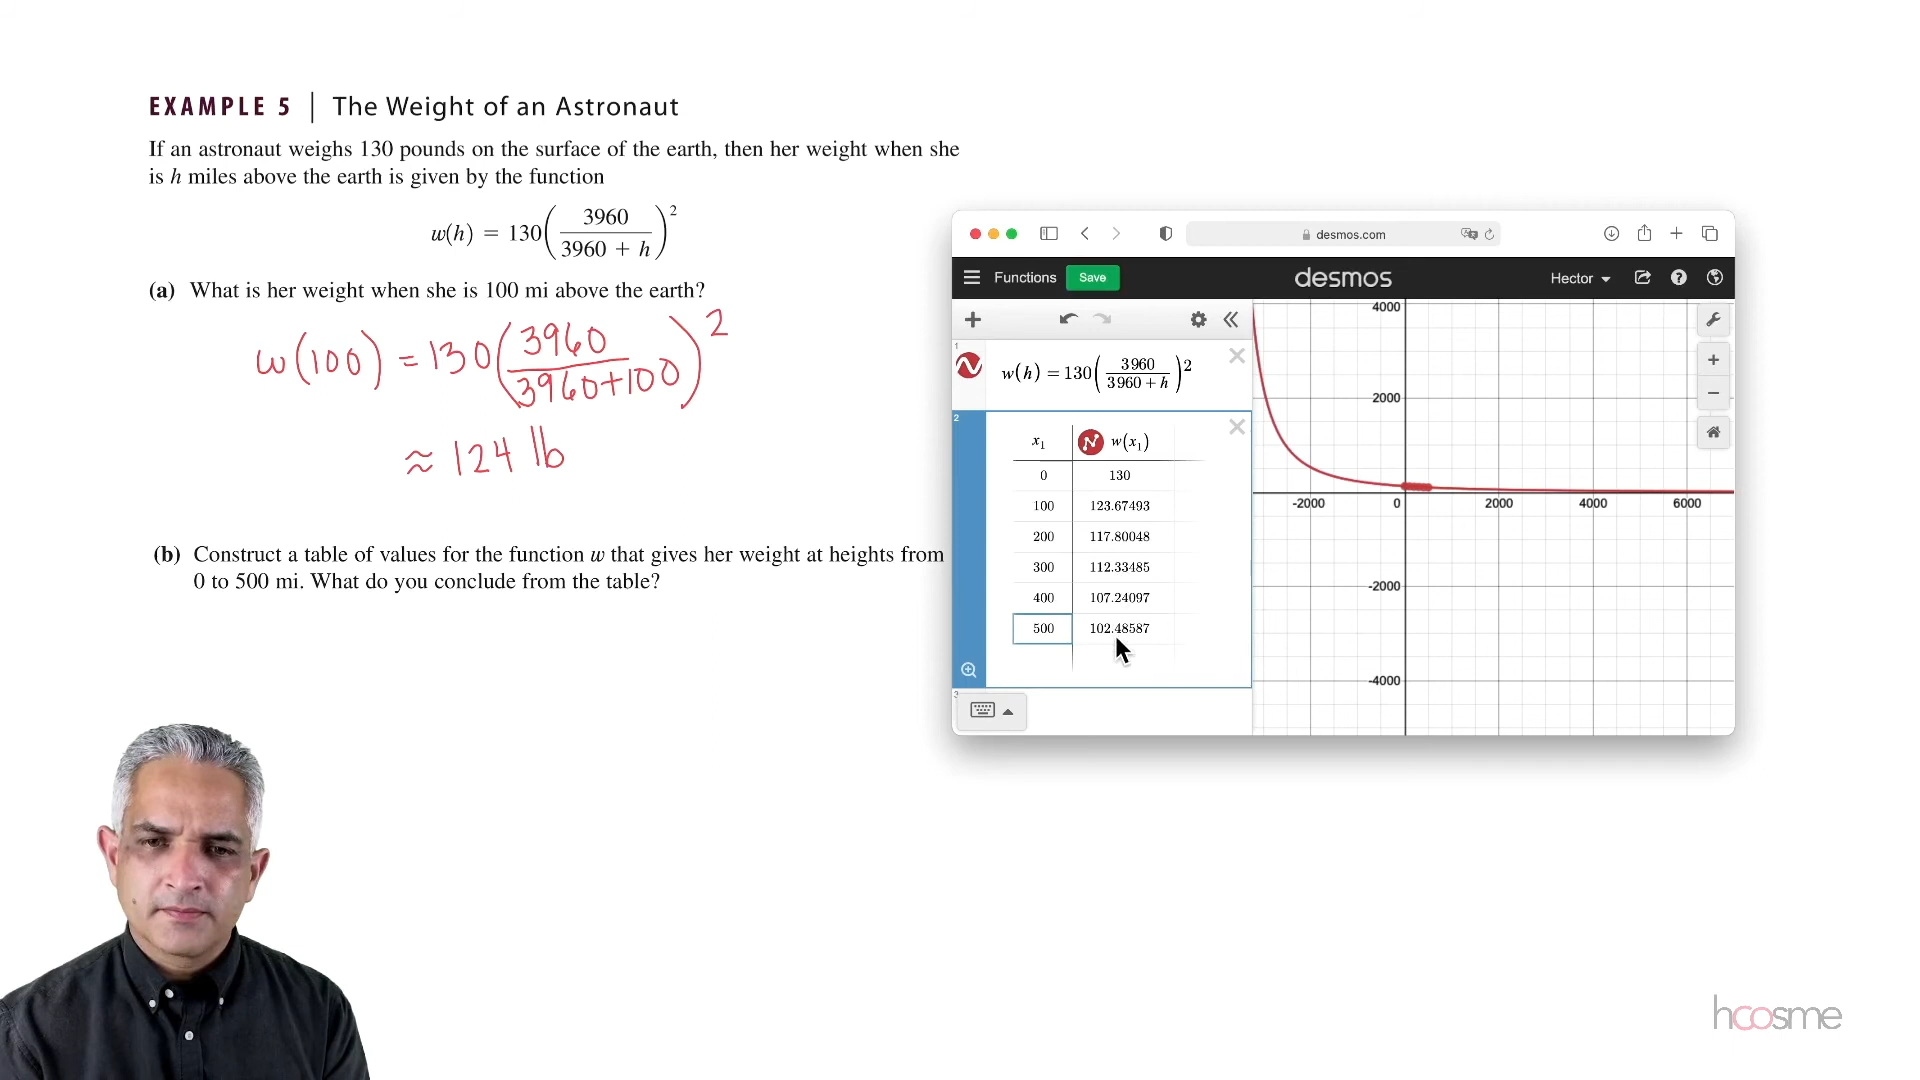 EXAMPLE 5 | The Weight of an Astronaut
If an astronaut weighs 130 pounds on the surface of the earth, then her weight when she
is h miles above the earth is given by the function
w(h) = 130(3960/(3960 + h))^2
(a) What is her weight when she is 100 mi above the earth?
w(100) = 130(3960/(3960+100))^2
≈ 124 lb
(b) Construct a table of values for the function w that gives her weight at heights from
0 to 500 mi. What do you conclude from the table?
desmos.com
Functions Save desmos Hector
1
w(h) = 130(3960/(3960 + h))^2
2
x₁ w(x₁)
0 130
100 123.67493
200 117.80048
300 112.33485
400 107.24097
500 102.48587
3
4000
2000
-2000 0 2000 4000 6000
-2000
-4000
hcosme